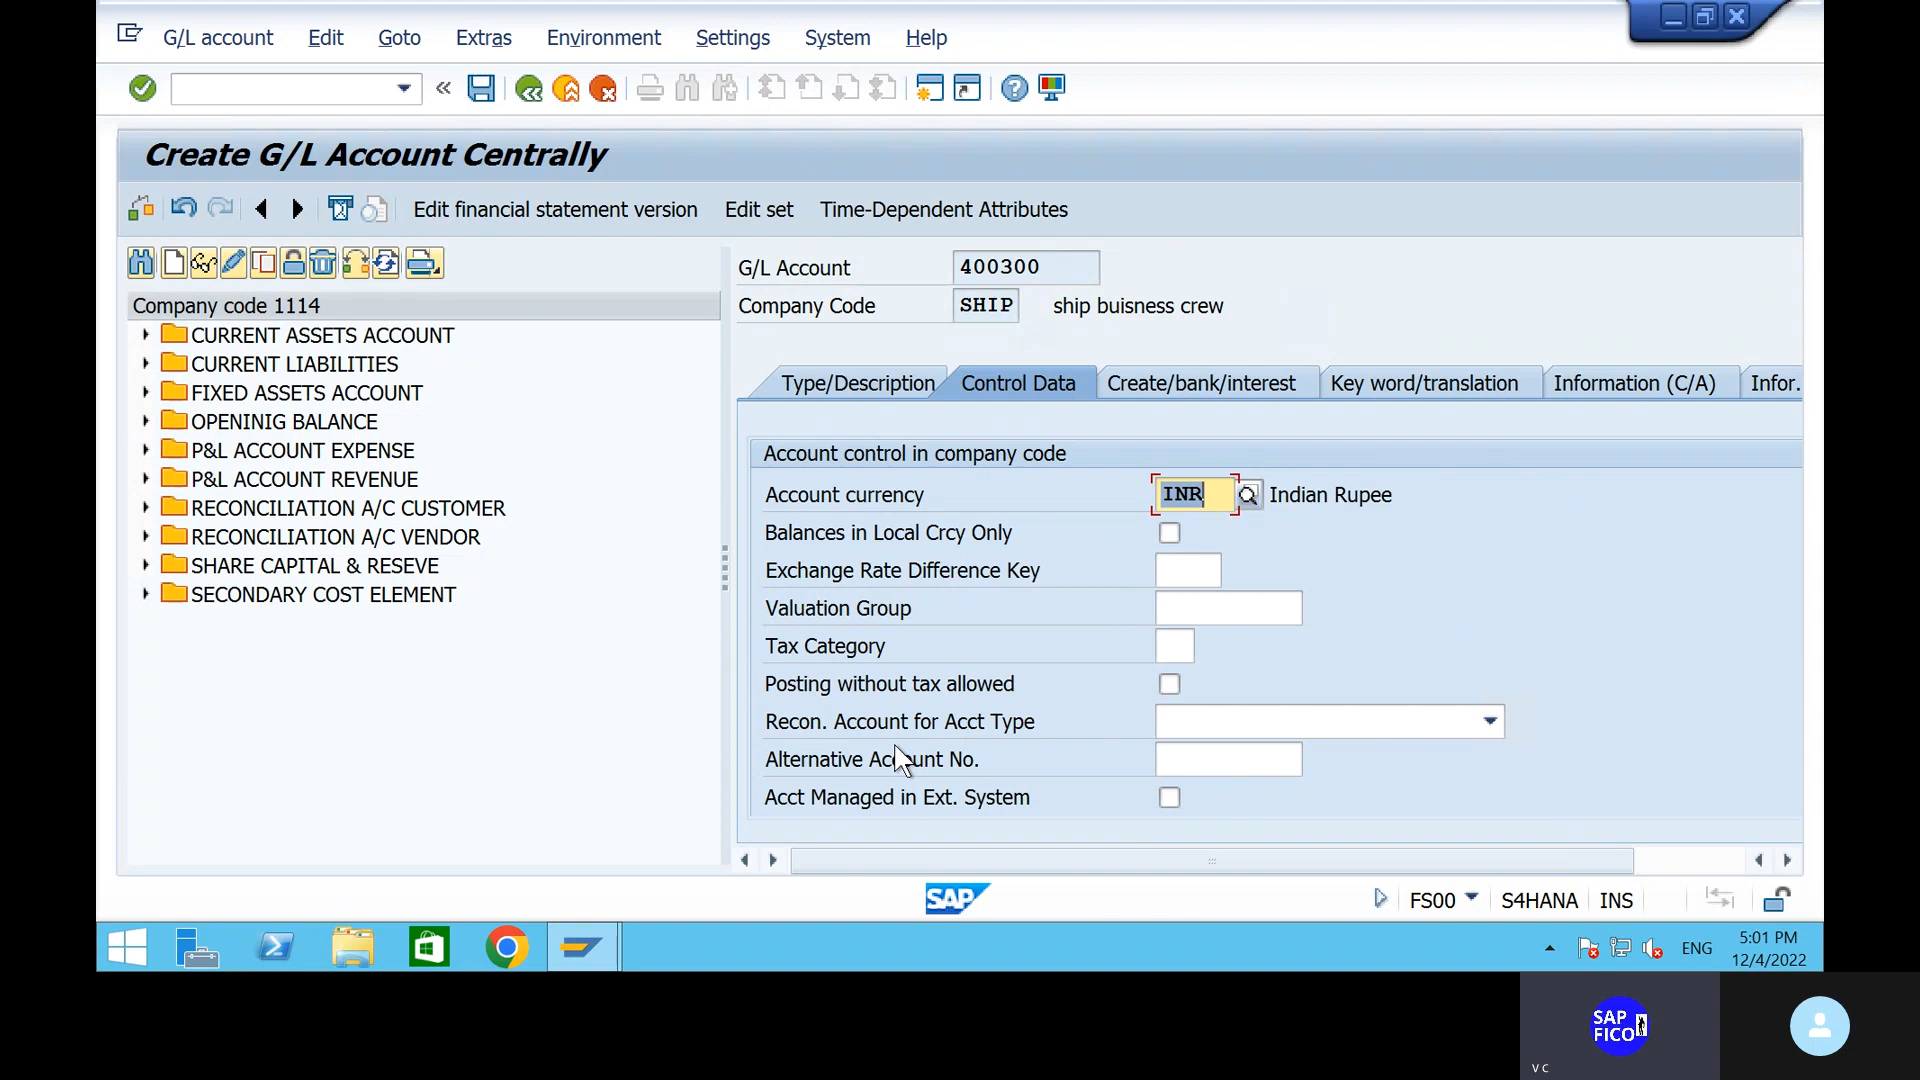 G/L account Edit Goto Extras Environment Settings System Help
Create G/L Account Centrally
Edit financial statement version Edit set Time-Dependent Attributes
Company code 1114
CURRENT ASSETS ACCOUNT
CURRENT LIABILITIES
FIXED ASSETS ACCOUNT
OPENINIG BALANCE
P&L ACCOUNT EXPENSE
P&L ACCOUNT REVENUE
RECONCILIATION A/C CUSTOMER
RECONCILIATION A/C VENDOR
SHARE CAPITAL & RESEVE
SECONDARY COST ELEMENT
G/L Account 400300
Company Code SHIP ship buisness crew
Type/Description Control Data Create/bank/interest Key word/translation Information (C/A) Infor.
Account control in company code
Account currency INR Indian Rupee
Balances in Local Crcy Only
Exchange Rate Difference Key
Valuation Group
Tax Category
Posting without tax allowed
Recon. Account for Acct Type
Alternative Account No.
Acct Managed in Ext. System
SAP FS00 S4HANA INS
ENG 5:01 PM
12/4/2022
SAP
FICO
v c